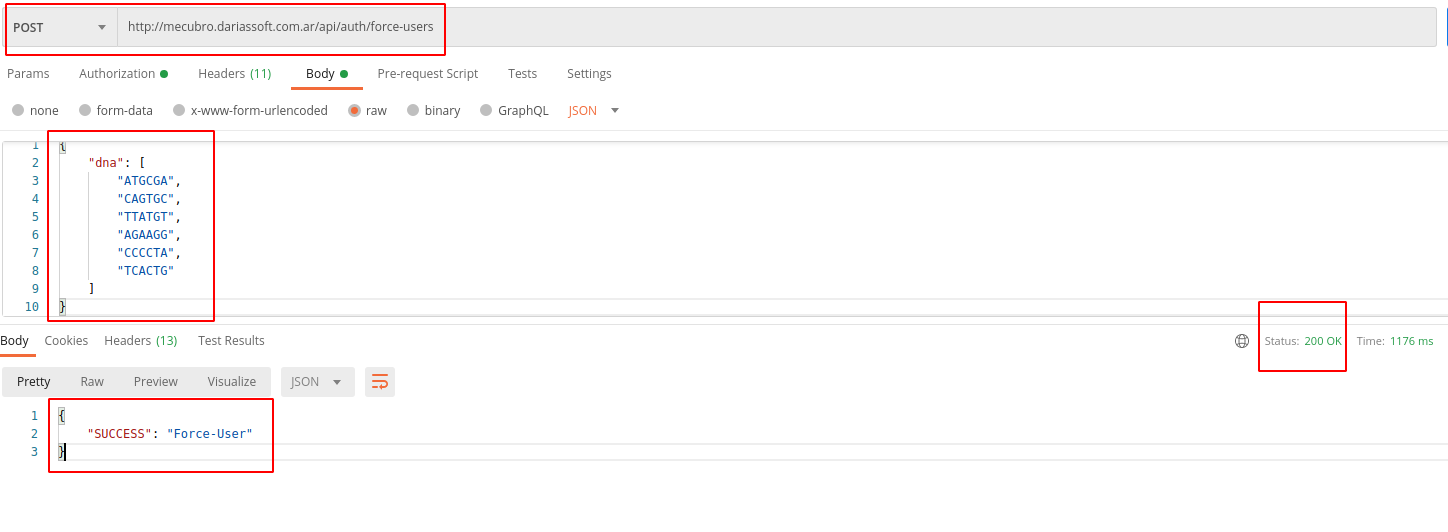 POST http://mecubro.dariassoft.com.ar/api/auth/force-users
Params Authorization Headers (11) Body Pre-request Script Tests Settings
none form-data x-www-form-urlencoded raw binary GraphQL JSON
1 {
2 "dna": [
3 "ATGCGA",
4 "CAGTGC",
5 "TTATGT",
6 "AGAAGG",
7 "CCCCTA",
8 "TCACTG"
9 ]
10 }
Body Cookies Headers (13) Test Results Status: 200 OK Time: 1176 ms
Pretty Raw Preview Visualize JSON
1 {
2 "SUCCESS": "Force-User"
3 }